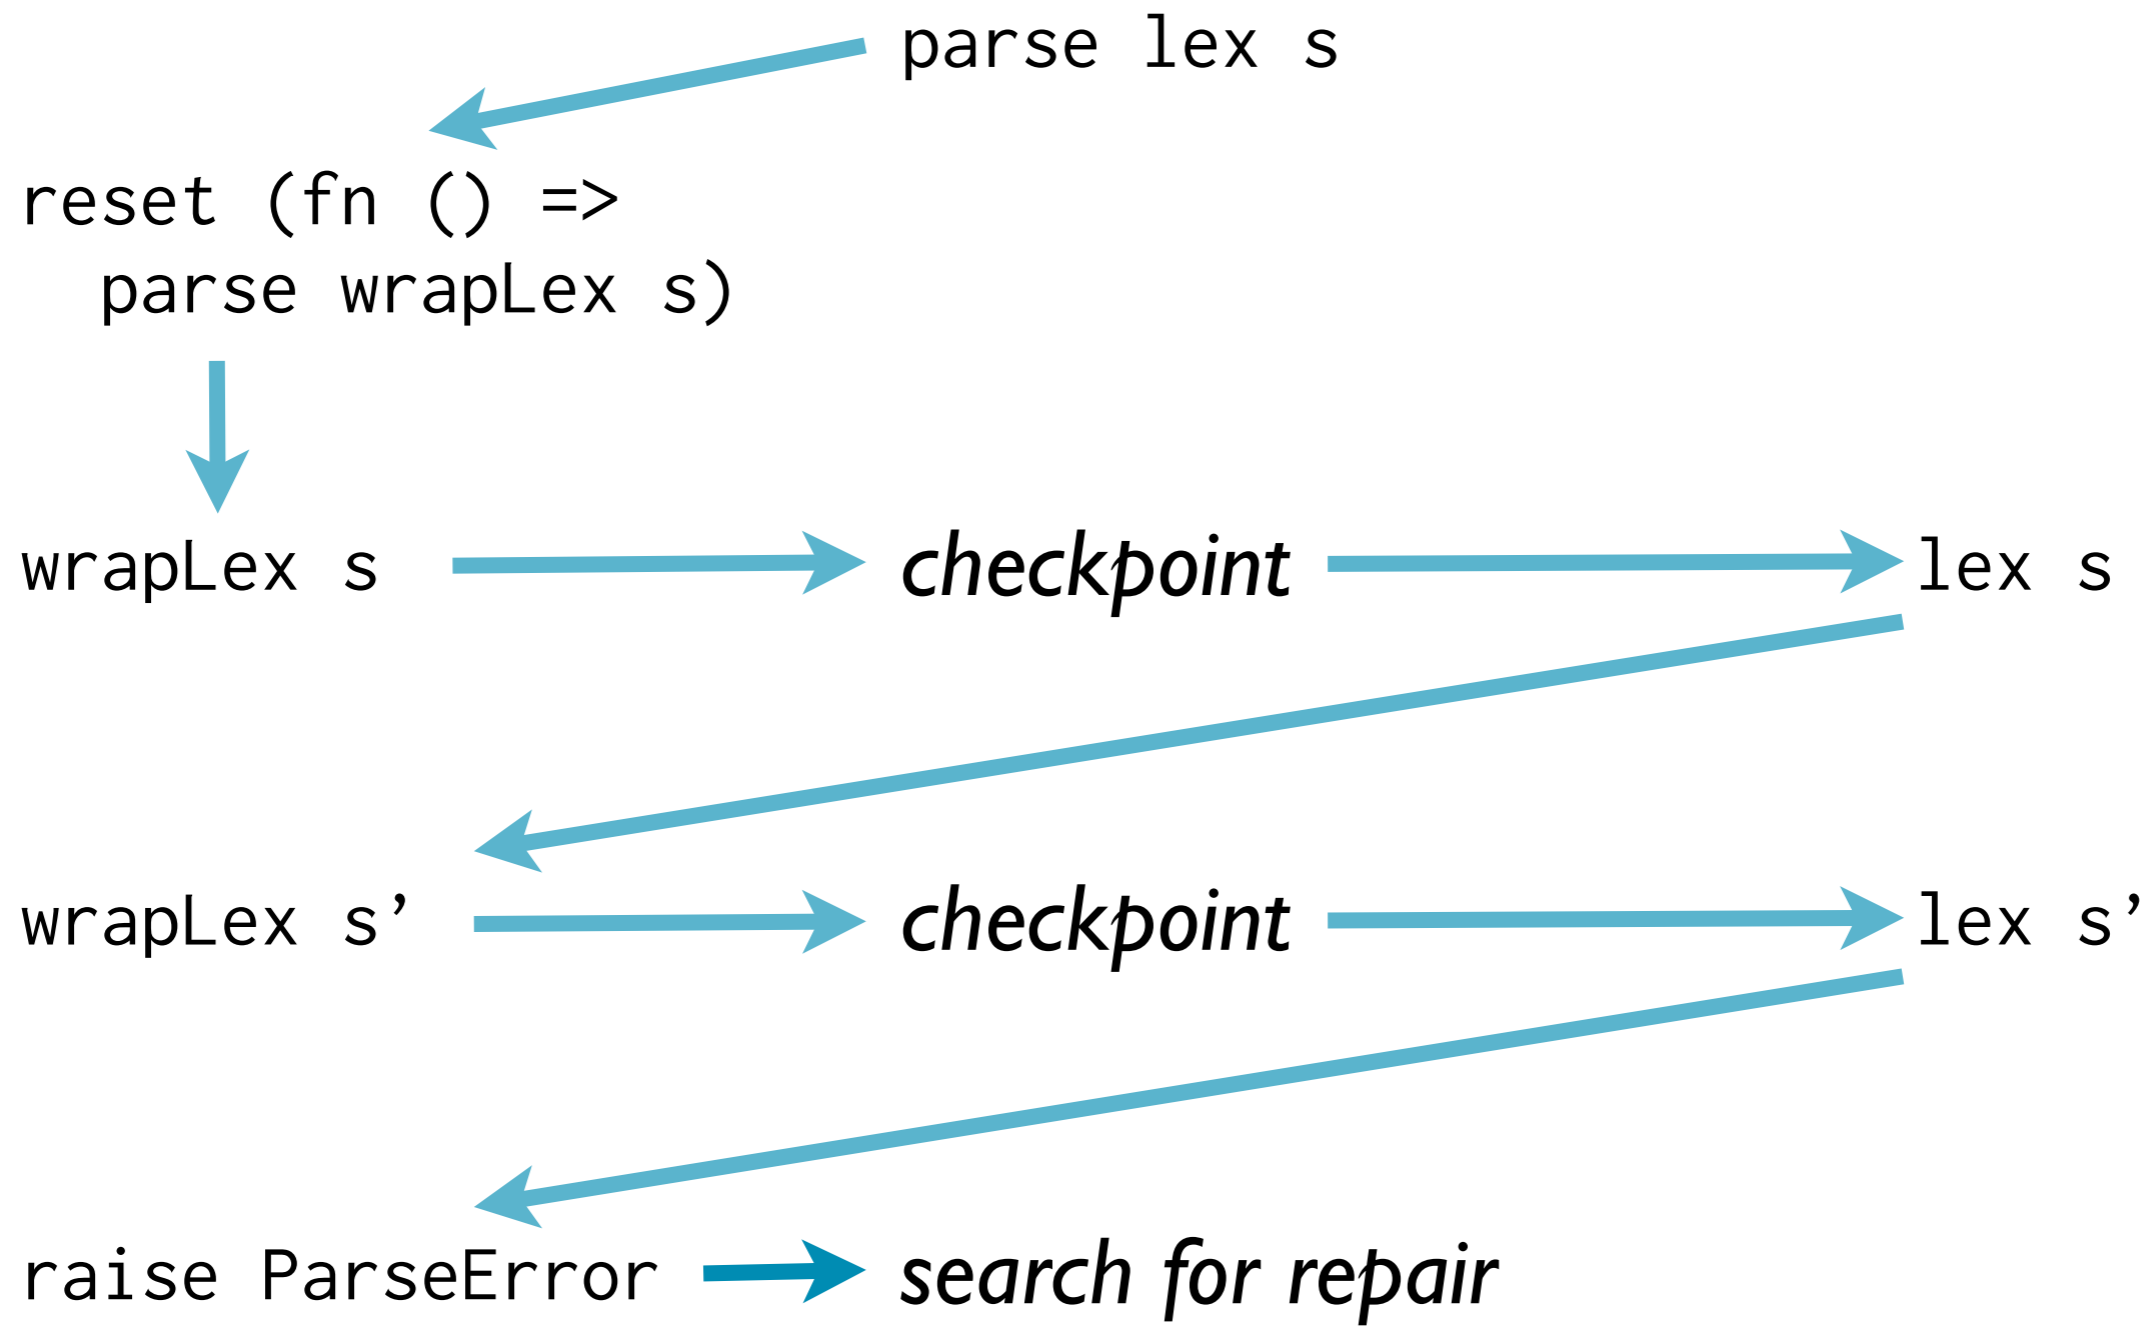 parse lex s
reset (fn () =>
  parse wrapLex s)
wrapLex s
checkpoint
lex s
wrapLex s’
checkpoint
lex s’
raise ParseError
search for repair